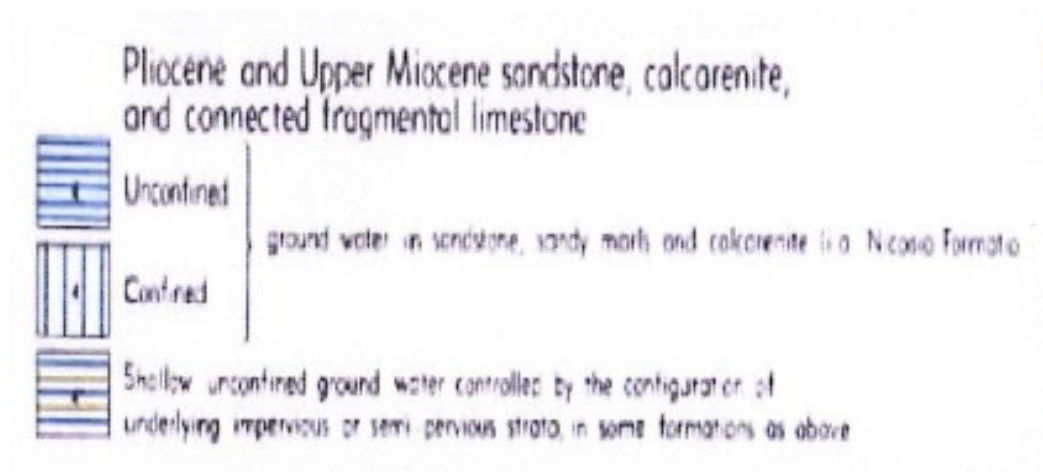 Pliocene and Upper Miocene sandstone, calcarenite,
and connected fragmental limestone
Unconfined
ground water in sandstone, sandy marls and calcarenite Nicosia Formatio
Confined
Shallow unconfined ground water controlled by the configuration of
underlying impervious or semi pervious strata, in some formations as above